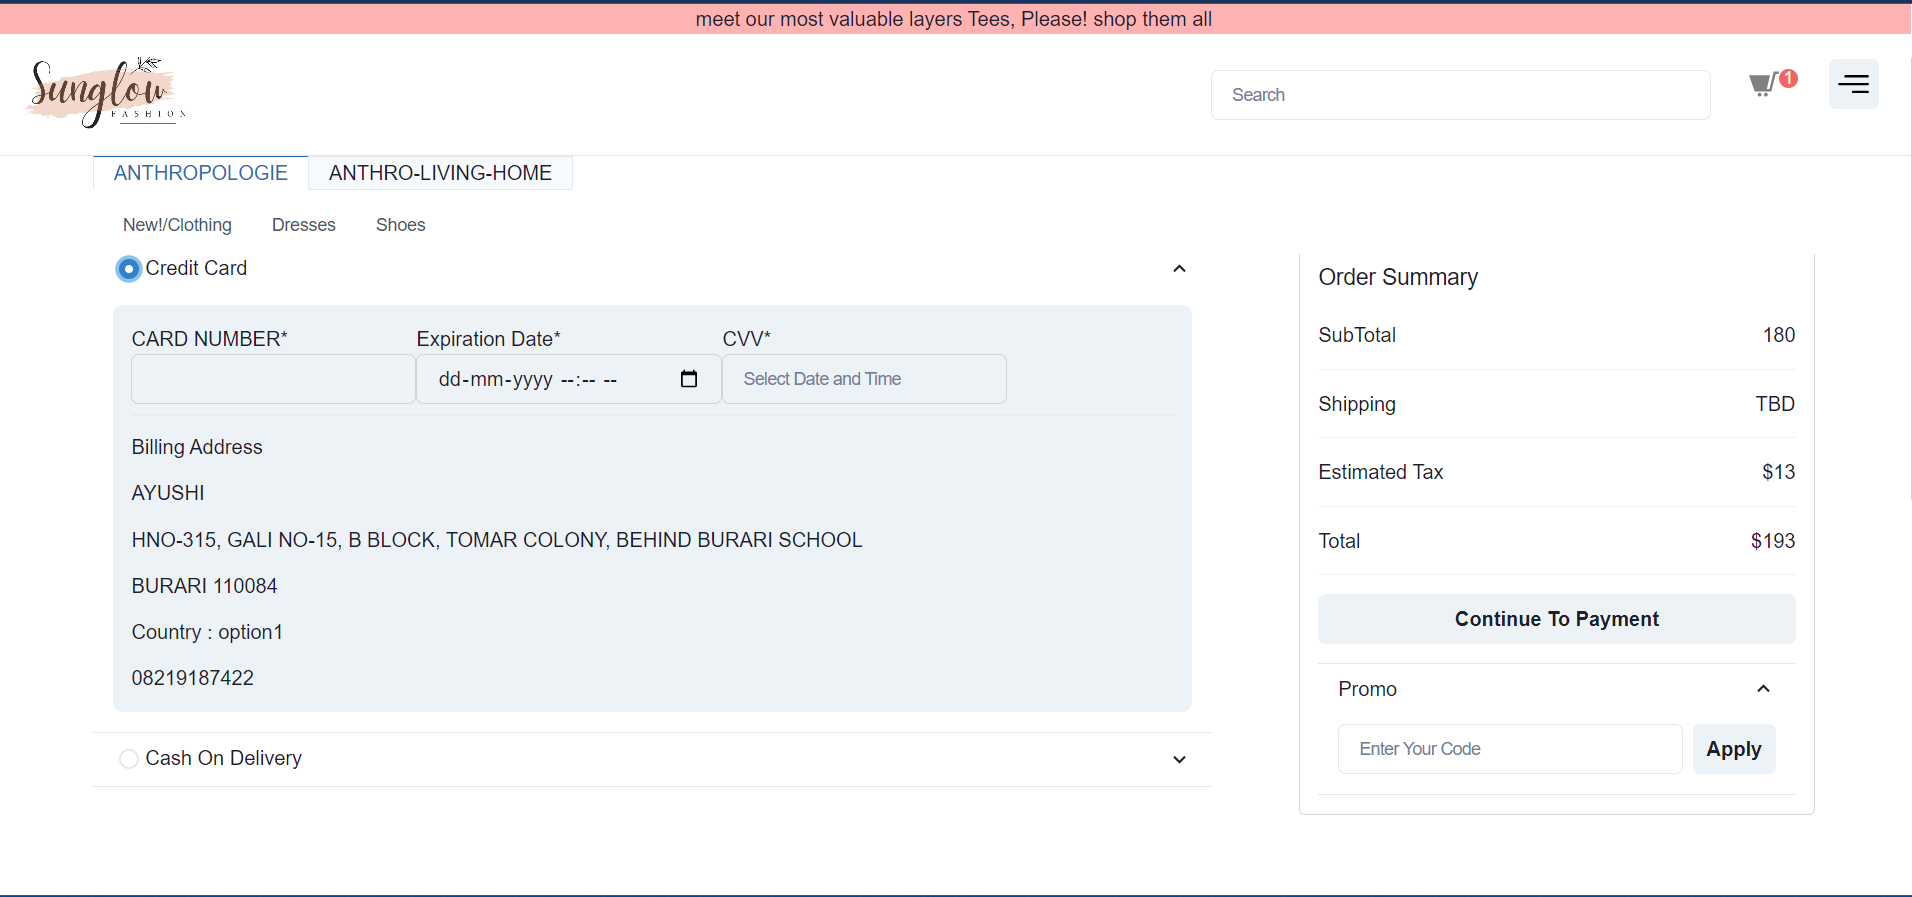 meet our most valuable layers Tees, Please! shop them all
Sunglow
FASHION
Search
1
ANTHROPOLOGIE
ANTHRO-LIVING-HOME
New!/Clothing
Dresses
Shoes
Credit Card
CARD NUMBER*
Expiration Date*
CVV*
dd-mm-yyyy --:-- --
Select Date and Time
Billing Address
AYUSHI
HNO-315, GALI NO-15, B BLOCK, TOMAR COLONY, BEHIND BURARI SCHOOL
BURARI 110084
Country : option1
08219187422
Cash On Delivery
Order Summary
SubTotal 180
Shipping TBD
Estimated Tax $13
Total $193
Continue To Payment
Promo
Enter Your Code
Apply